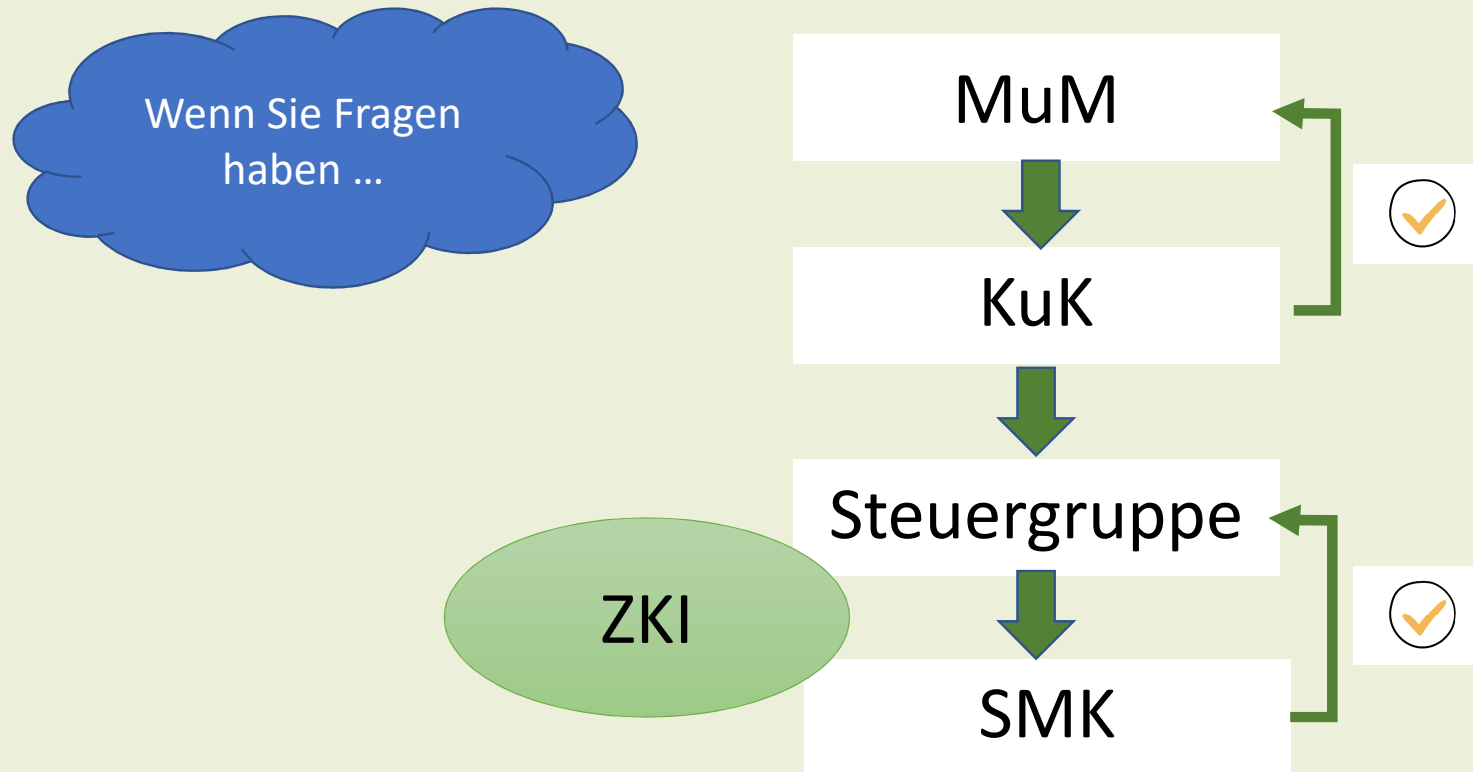 Wenn Sie Fragen
haben …
MuM
KuK
Steuergruppe
ZKI
SMK